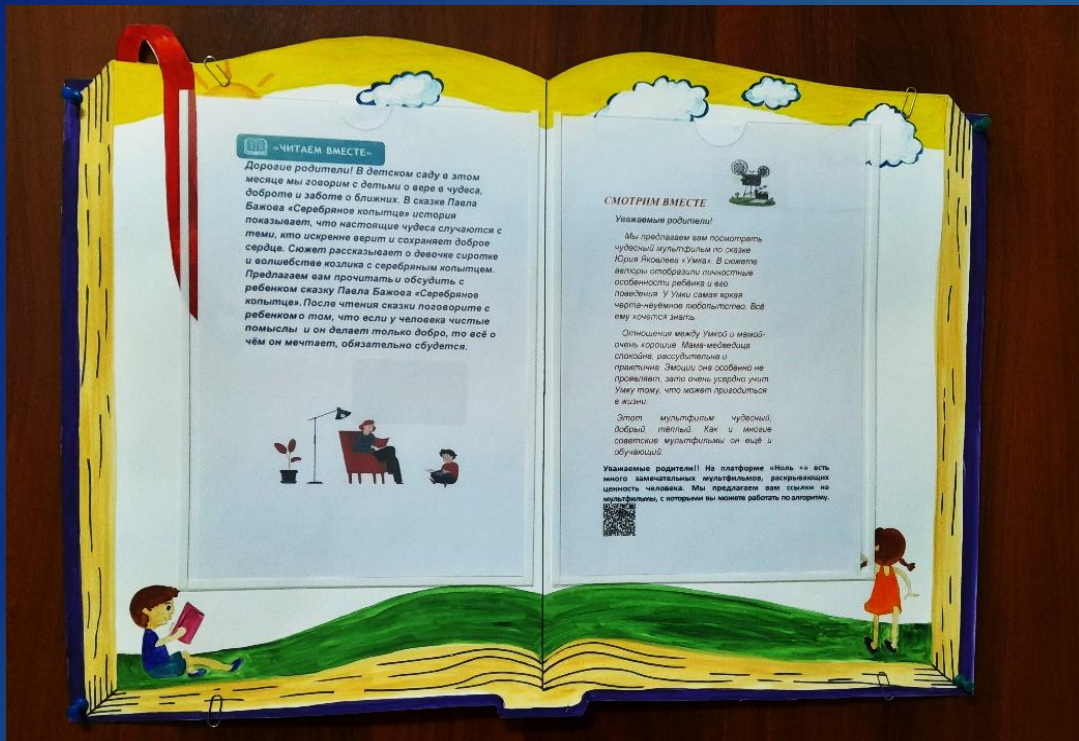 «ЧИТАЕМ ВМЕСТЕ»
Дорогие родители! В детском саду в этом
месяце мы говорим с детьми о вере в чудеса,
доброте и заботе о ближних. В сказке Павла
Бажова «Серебряное копытце» история
показывает, что настоящие чудеса случаются с
теми, кто искренне верит и сохраняет доброе
сердце. Сюжет рассказывает о девочке сиротке
и волшебстве козлика с серебряным копытцем.
Предлагаем вам прочитать и обсудить с
ребенком сказку Павла Бажова «Серебряное
копытце». После чтения сказки поговорите с
ребенком о том, что если у человека чистые
помыслы и он делает только добро, то всё о
чём он мечтает, обязательно сбудется.
СМОТРИМ ВМЕСТЕ
Уважаемые родители!
Мы предлагаем вам посмотреть
чудесный мультфильм по сказке
Юрия Яковлева «Умка». В сюжете
авторы отобразили личностные
особенности ребёнка и его
поведения. У Умки самая яркая
черта-неуёмное любопытство. Всё
ему хочется знать.
Отношения между Умкой и мамой-
очень хорошие. Мама-медведица
спокойна, рассудительна и
практична. Эмоции она особенно не
проявляет, зато очень усердно учит
Умку тому, что может пригодиться
в жизни.
Этот мультфильм чудесный,
добрый, тёплый. Как и многие
советские мультфильмы он ещё и
обучающий.
Уважаемые родители!! На платформе «Ноль +» есть
много замечательных мультфильмов, раскрывающих
ценность человека. Мы предлагаем вам ссылки на
мультфильмы, с которыми вы можете работать по алгоритму.